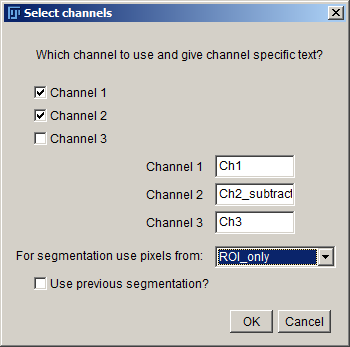 Select channels
Which channel to use and give channel specific text?
Channel 1
Channel 2
Channel 3
Channel 1 Ch1
Channel 2 Ch2_subtract
Channel 3 Ch3
For segmentation use pixels from: ROI_only
Use previous segmentation?
OK Cancel